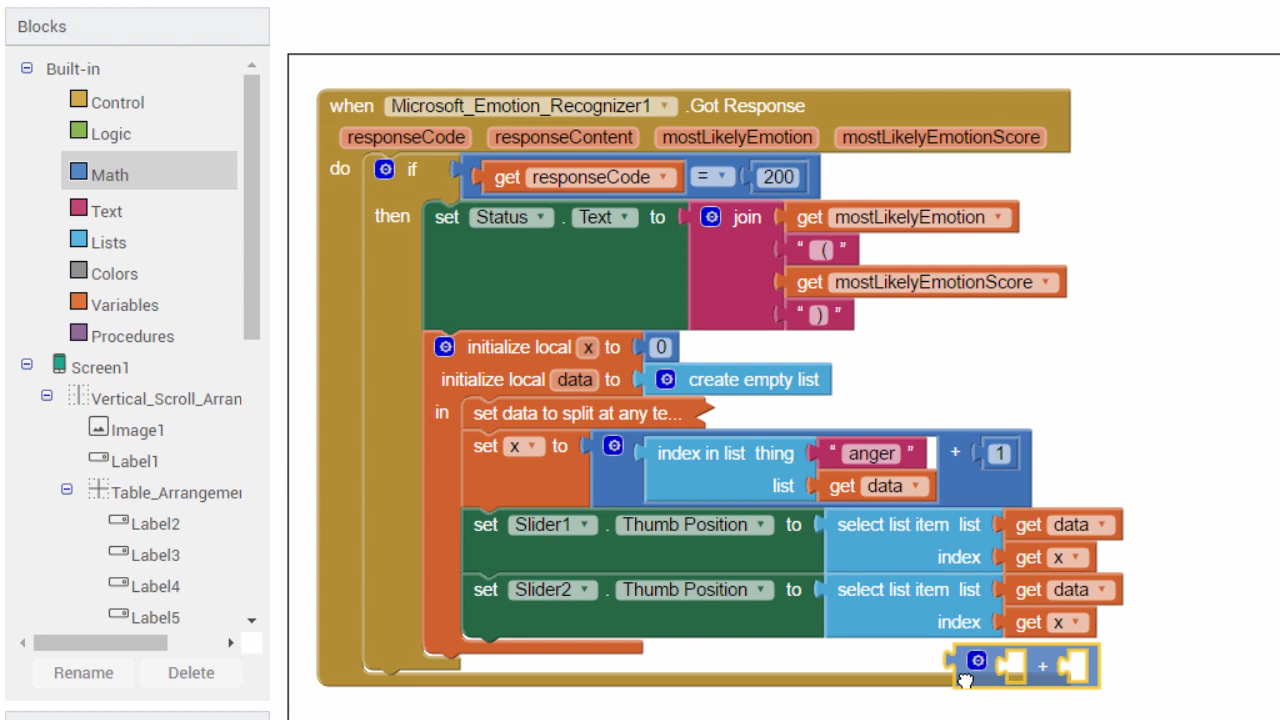 Blocks
Built-in
Control
Logic
Math
Text
Lists
Colors
Variables
Procedures
Screen1
Vertical_Scroll_Arran
Image1
Label1
Table_Arrangemer
Label2
Label3
Label4
Label5
Rename Delete
when Microsoft_Emotion_Recognizer1 .Got Response
responseCode responseContent mostLikelyEmotion mostLikelyEmotionScore
do if get responseCode = 200
then set Status . Text to join get mostLikelyEmotion
“ ( ”
get mostLikelyEmotionScore
“ ) ”
initialize local x to 0
initialize local data to create empty list
in set data to split at any te...
set x to index in list thing “ anger ” + 1
list get data
set Slider1 . Thumb Position to select list item list get data
index get x
set Slider2 . Thumb Position to select list item list get data
index get x
+